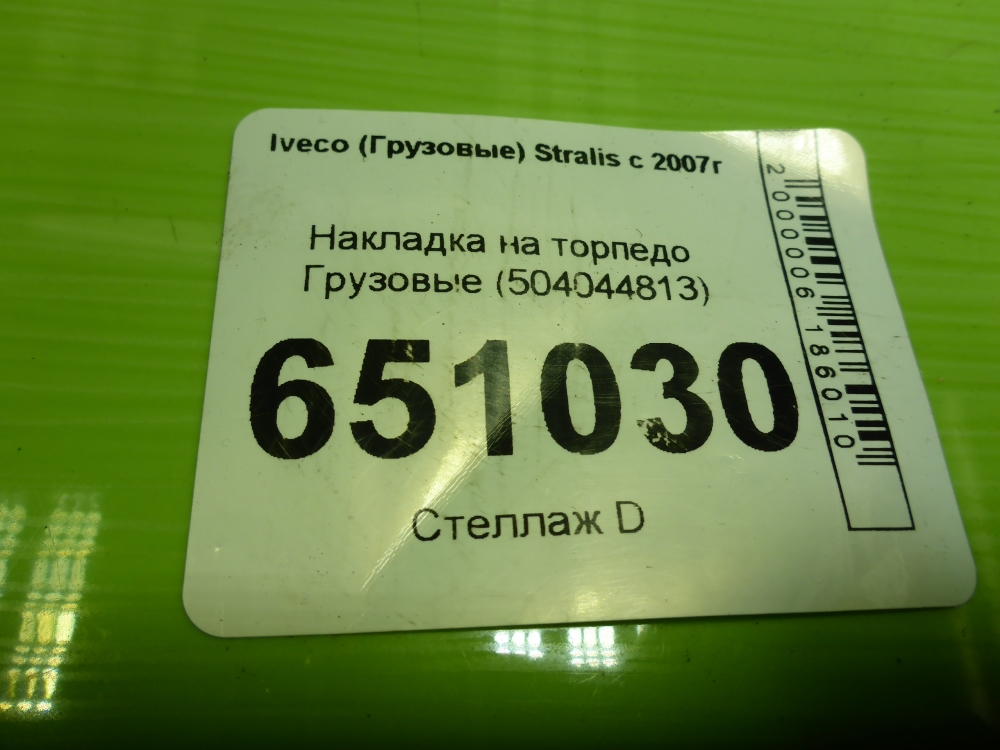 Iveco (Грузовые) Stralis с 2007г
Накладка на торпедо
Грузовые (504044813)
651030
Стеллаж D
2000006186010